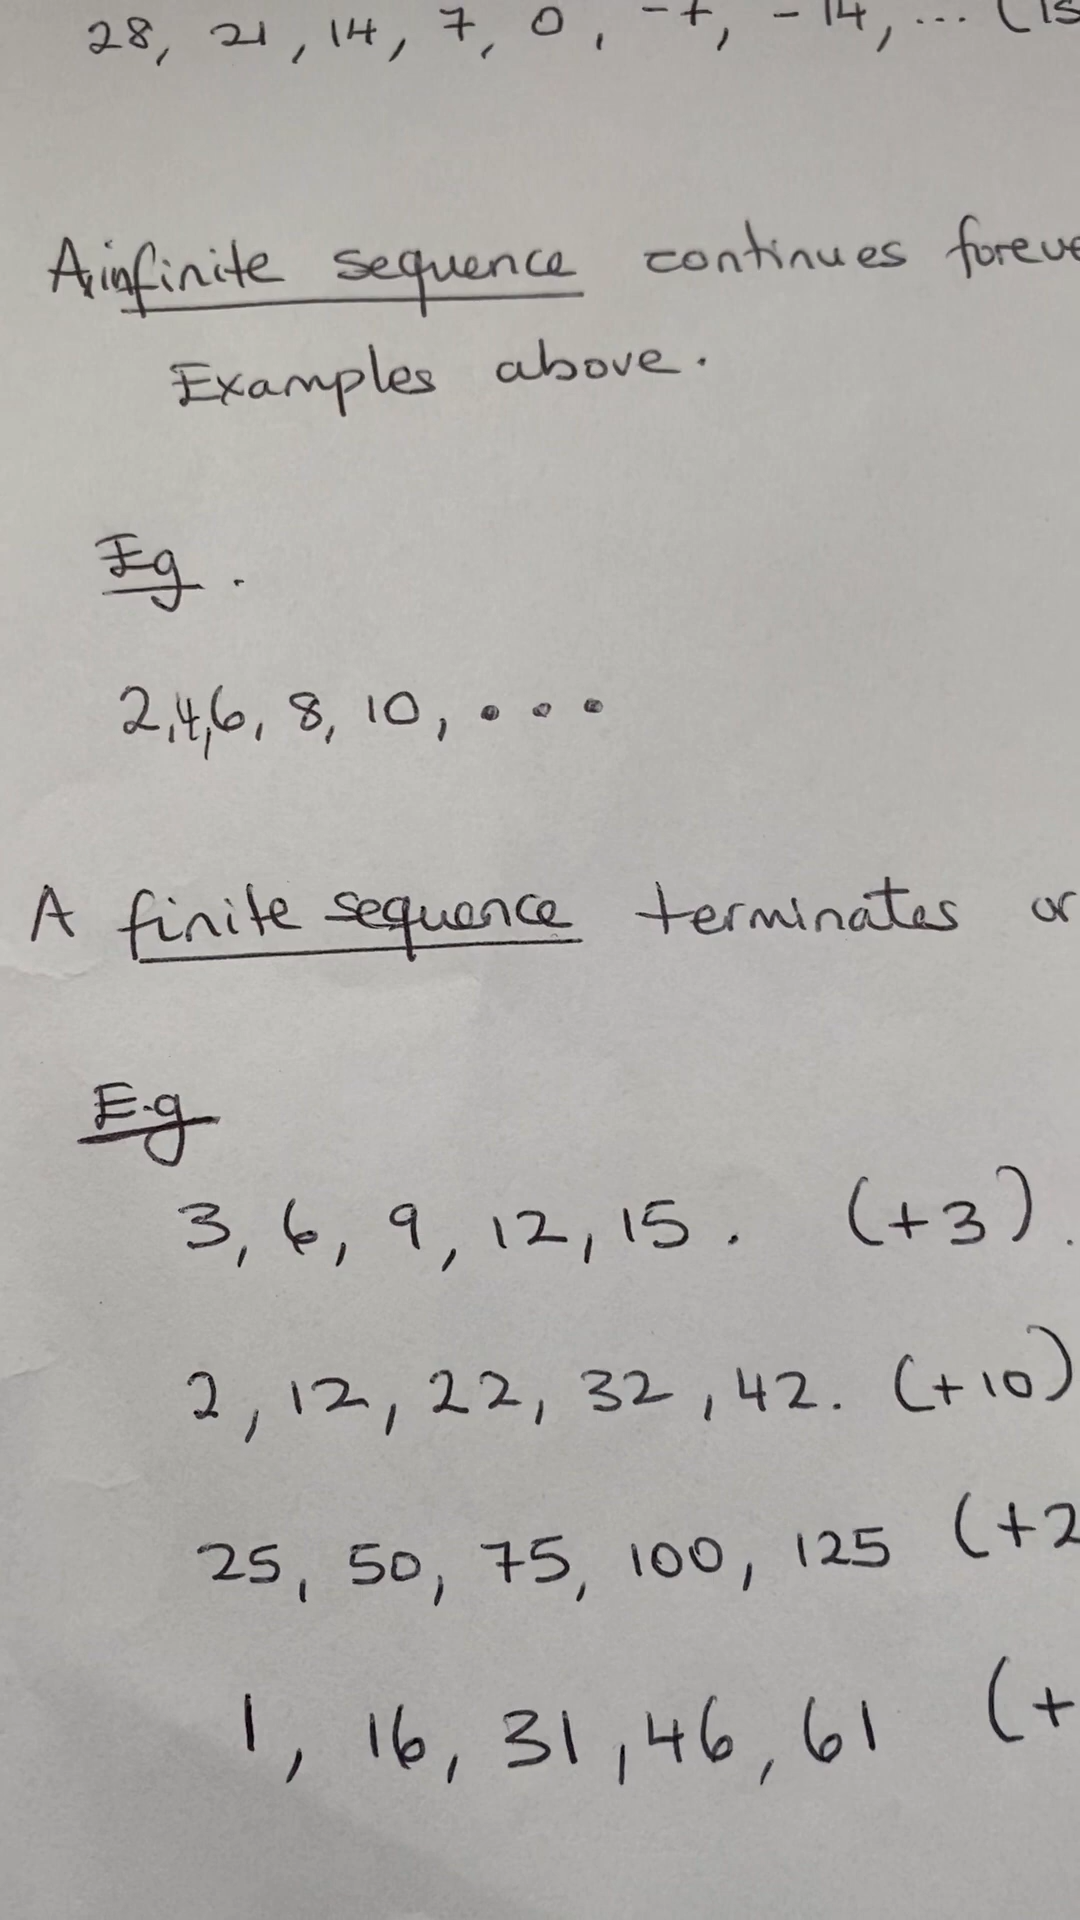 28, 21, 14, 7, 0, -7, -14, ... (
A infinite sequence continues
Examples above.
Eg.
2,4,6, 8, 10, ...
A finite sequence terminates or
E.g
3, 6, 9, 12, 15. (+3).
2, 12, 22, 32, 42. (+10)
25, 50, 75, 100, 125 (+2
1, 16, 31, 46, 61 (+